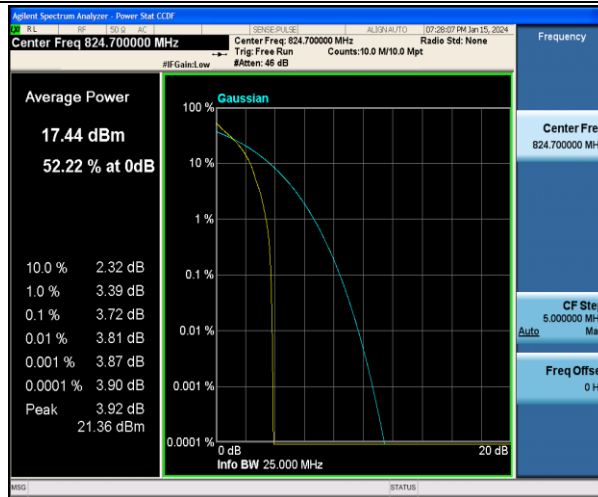 Agilent Spectrum Analyzer - Power Stat CCDF
RL RF 50 Ω AC SENSE:PULSE ALIGNAUTO 07:28:07 PM Jan 15, 2024
Center Freq 824.700000 MHz
Center Freq: 824.700000 MHz Radio Std: None
Trig: Free Run Counts:10.0 M/10.0 Mpt
#IFGain:Low #Atten: 46 dB
Frequency
Average Power
17.44 dBm
52.22 % at 0dB
10.0 % 2.32 dB
1.0 % 3.39 dB
0.1 % 3.72 dB
0.01 % 3.81 dB
0.001 % 3.87 dB
0.0001 % 3.90 dB
Peak 3.92 dB
21.36 dBm
Gaussian
100 %
10 %
1 %
0.1 %
0.01 %
0.001 %
0.0001 %
0 dB 20 dB
Info BW 25.000 MHz
Center Fre
824.700000 MH
CF Ste
5.000000 MH
Auto Ma
Freq Offse
0 H
MSG STATUS